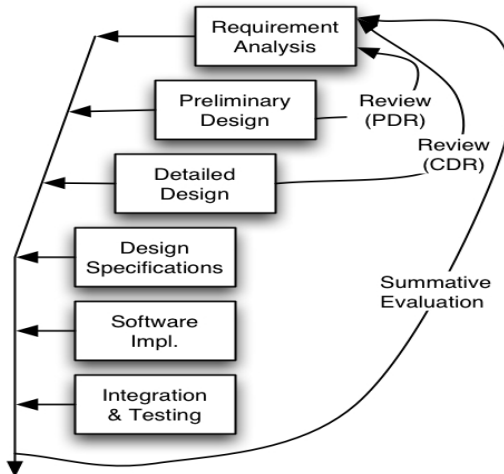 Requirement
Analysis
Preliminary
Design
Review
(PDR)
Detailed
Design
Review
(CDR)
Design
Specifications
Summative
Evaluation
Software
Impl.
Integration
& Testing